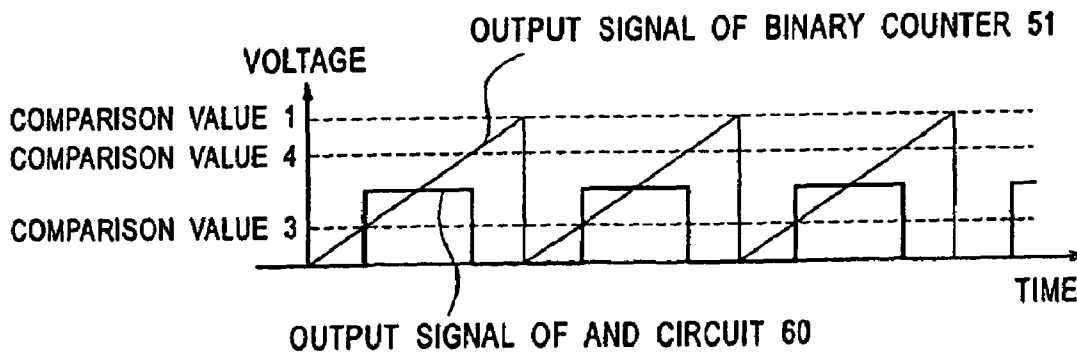 OUTPUT SIGNAL OF BINARY COUNTER 51
VOLTAGE
COMPARISON VALUE 1
COMPARISON VALUE 4
COMPARISON VALUE 3
TIME
OUTPUT SIGNAL OF AND CIRCUIT 60